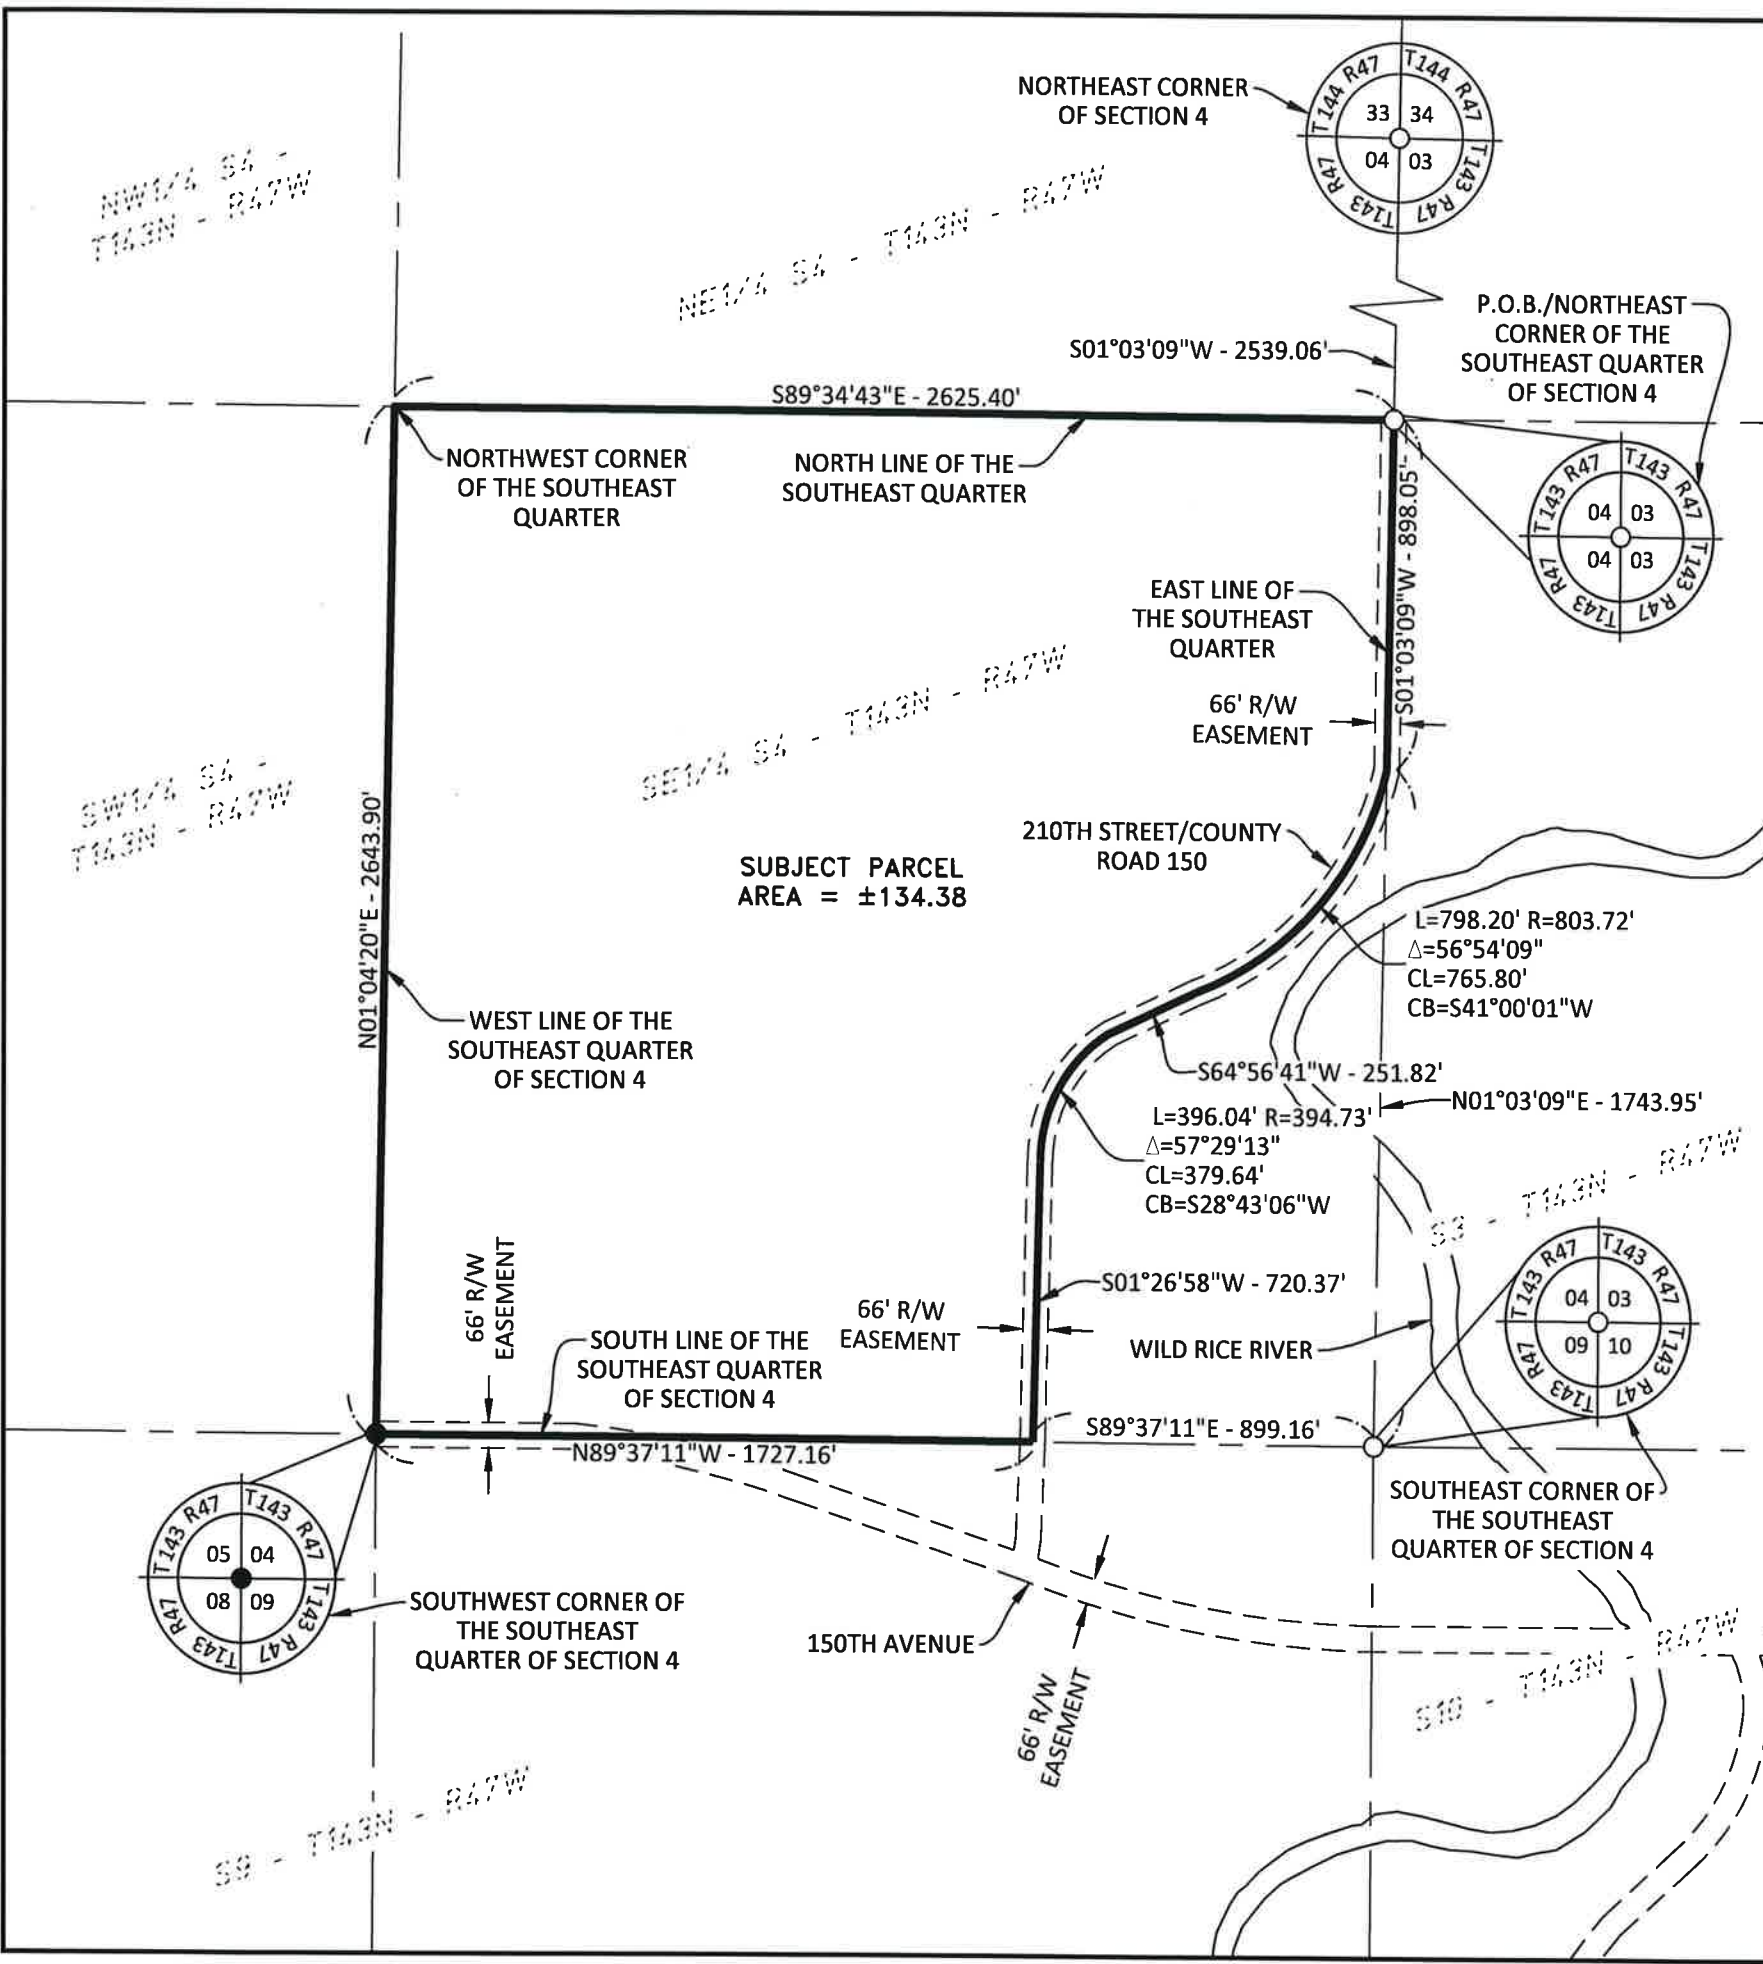 NORTHEAST CORNER
OF SECTION 4
T144 R47
T144 R47
33
34
04
03
T143 R47
T143 R47
NW1/4 S4 -
T143N - R47W
NE1/4 S4 - T143N - R47W
P.O.B./NORTHEAST
CORNER OF THE
SOUTHEAST QUARTER
OF SECTION 4
S01°03'09"W - 2539.06'
S89°34'43"E - 2625.40'
NORTHWEST CORNER
OF THE SOUTHEAST
QUARTER
NORTH LINE OF THE
SOUTHEAST QUARTER
S01°03'09"W - 898.05'
T143 R47
T143 R47
04
03
04
03
T143 R47
T143 R47
EAST LINE OF
THE SOUTHEAST
QUARTER
66' R/W
EASEMENT
SE1/4 S4 - T143N - R47W
SW1/4 S4 -
T143N - R47W
210TH STREET/COUNTY
ROAD 150
SUBJECT PARCEL
AREA = ±134.38
N01°04'20"E - 2643.90'
L=798.20' R=803.72'
Δ=56°54'09"
CL=765.80'
CB=S41°00'01"W
WEST LINE OF THE
SOUTHEAST QUARTER
OF SECTION 4
S64°56'41"W - 251.82'
N01°03'09"E - 1743.95'
L=396.04' R=394.73'
Δ=57°29'13"
CL=379.64'
CB=S28°43'06"W
S3 - T143N - R47W
T143 R47
T143 R47
04
03
09
10
T143 R47
T143 R47
S01°26'58"W - 720.37'
66' R/W
EASEMENT
66' R/W
EASEMENT
SOUTH LINE OF THE
SOUTHEAST QUARTER
OF SECTION 4
WILD RICE RIVER
S89°37'11"E - 899.16'
N89°37'11"W - 1727.16'
SOUTHEAST CORNER OF
THE SOUTHEAST
QUARTER OF SECTION 4
T143 R47
T143 R47
05
04
08
09
T143 R47
T143 R47
SOUTHWEST CORNER OF
THE SOUTHEAST
QUARTER OF SECTION 4
150TH AVENUE
66' R/W
EASEMENT
S10 - T143N - R47W
S9 - T143N - R47W